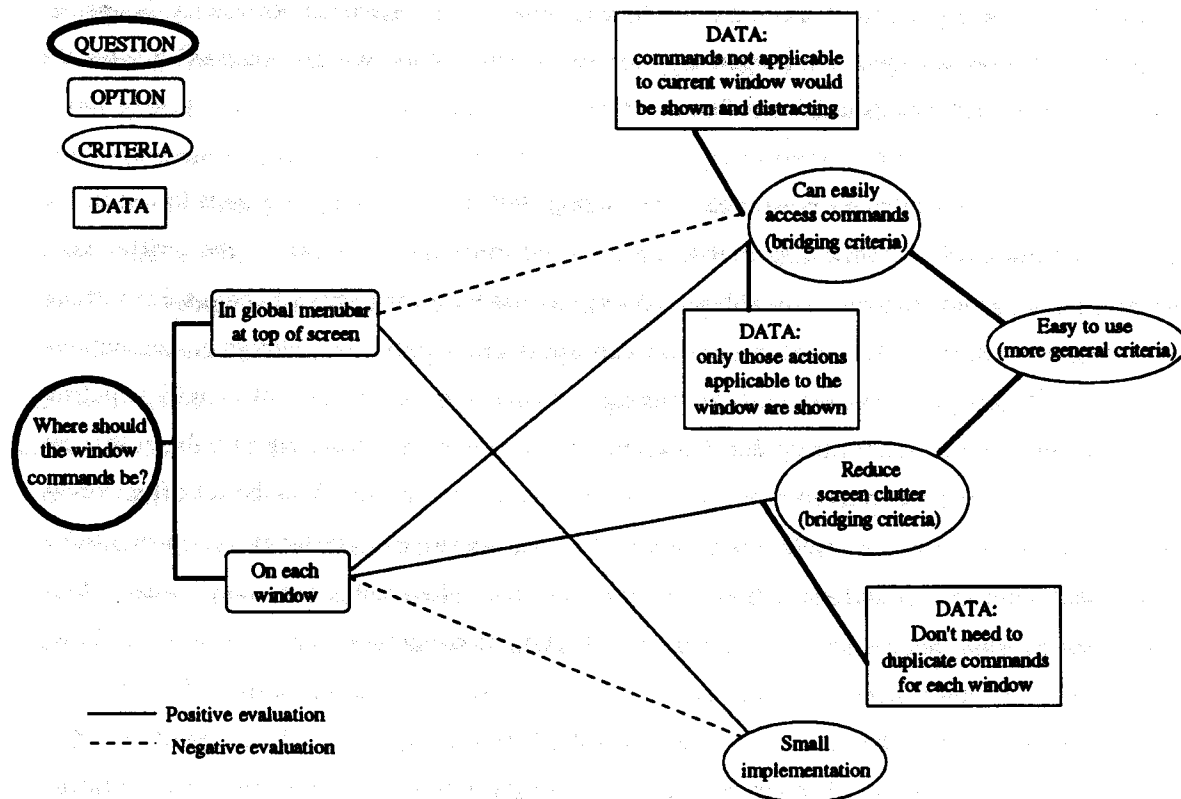 QUESTION
OPTION
CRITERIA
DATA
DATA:
commands not applicable
to current window would
be shown and distracting
Can easily
access commands
(bridging criteria)
In global menubar
at top of screen
DATA:
only those actions
applicable to the
window are shown
Easy to use
(more general criteria)
Where should
the window
commands be?
Reduce
screen clutter
(bridging criteria)
On each
window
DATA:
Don't need to
duplicate commands
for each window
Positive evaluation
Negative evaluation
Small
implementation